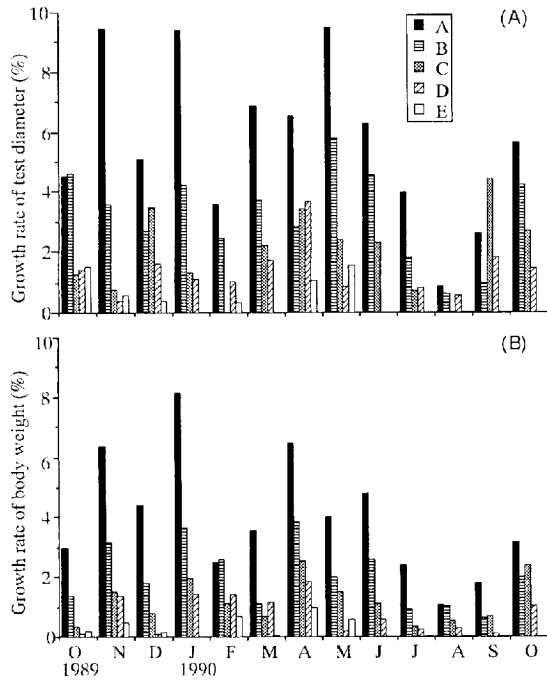 (A)
10
8
6
4
2
0
Growth rate of test diameter (%)
A
B
C
D
E
(B)
10
8
6
4
2
0
Growth rate of body weight (%)
O N D J F M A M J J A S O
1989 1990